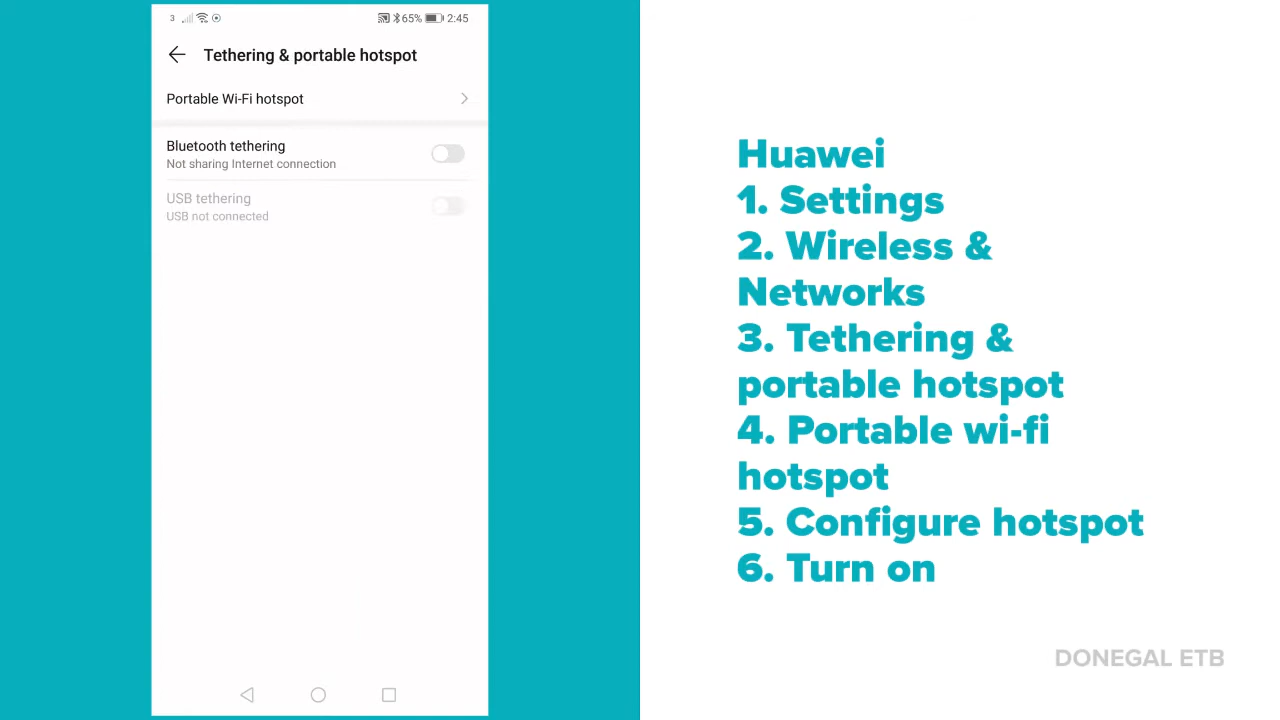 3 65% 2:45
Tethering & portable hotspot
Portable Wi-Fi hotspot
Bluetooth tethering
Not sharing Internet connection
USB tethering
USB not connected
Huawei
1. Settings
2. Wireless &
Networks
3. Tethering &
portable hotspot
4. Portable wi-fi
hotspot
5. Configure hotspot
6. Turn on
DONEGAL ETB